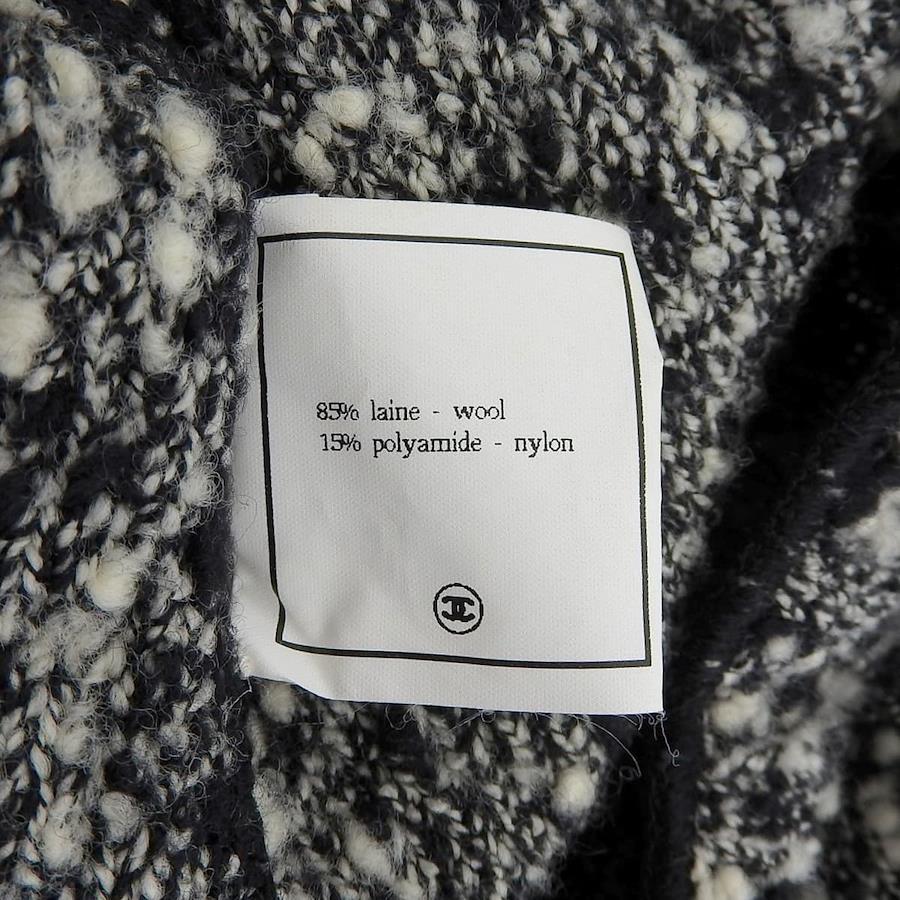 85% laine - wool
15% polyamide - nylon